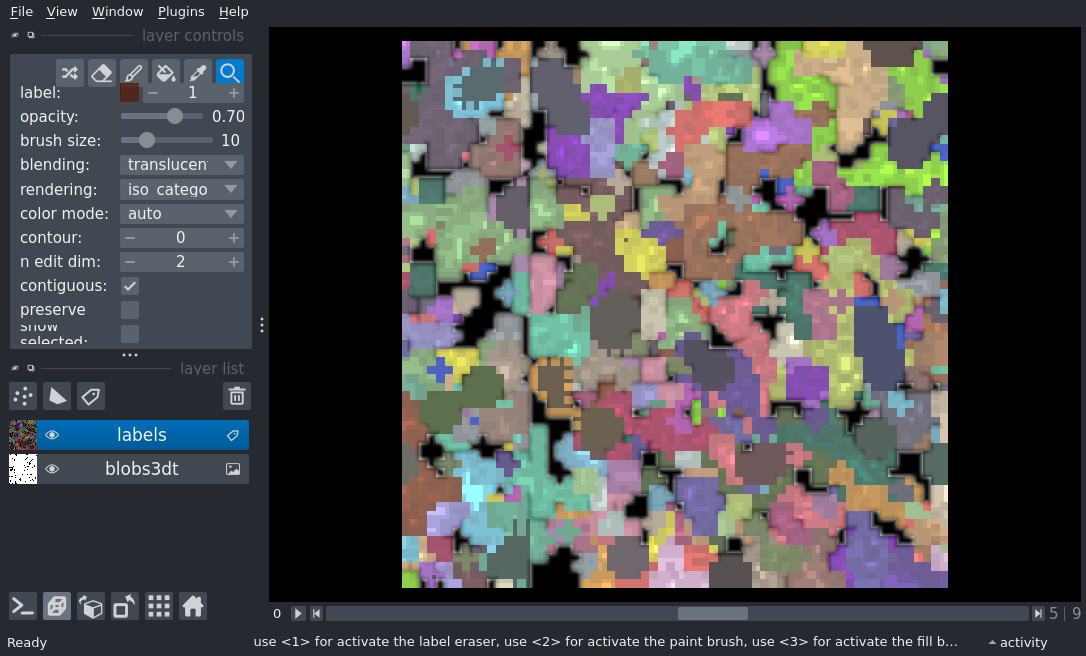 File View Window Plugins Help
layer controls
label: 1
opacity: 0.70
brush size: 10
blending: translucen
rendering: iso_catego
color mode: auto
contour: 0
n edit dim: 2
contiguous:
preserve
show
selected:
layer list
labels
blobs3dt
0 5 | 9
Ready use <1> for activate the label eraser, use <2> for activate the paint brush, use <3> for activate the fill b... activity